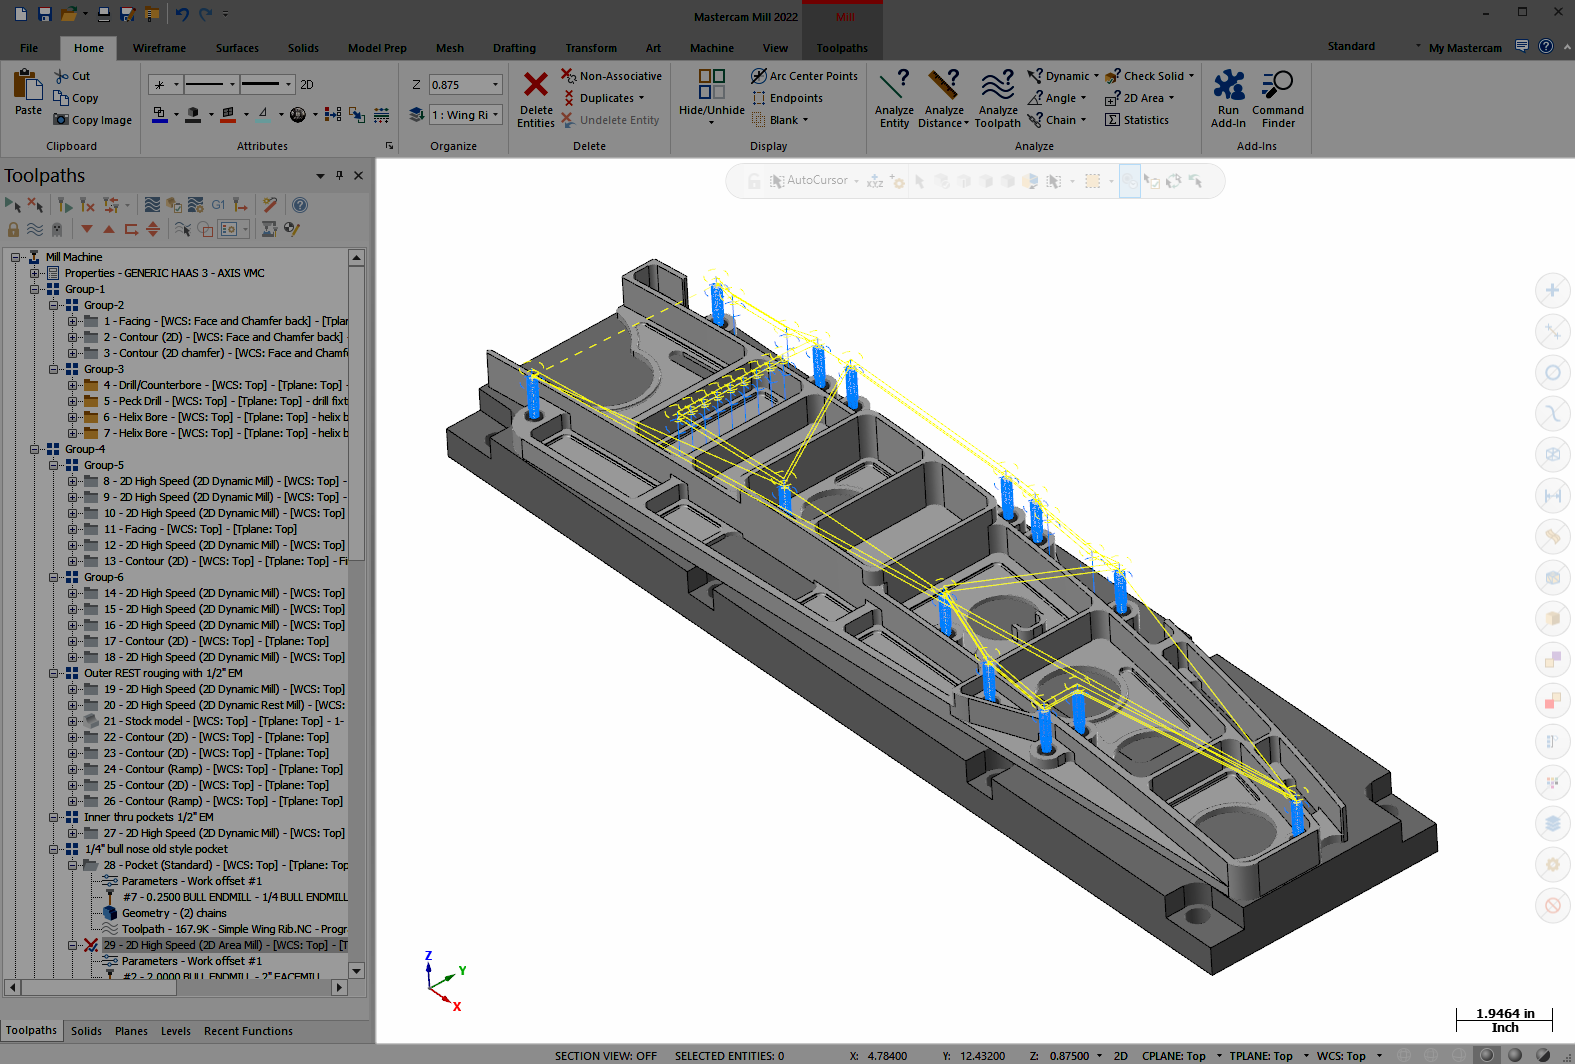 Mastercam Mill 2022
Mill
File
Home
Wireframe
Surfaces
Solids
Model Prep
Mesh
Drafting
Transform
Art
Machine
View
Toolpaths
Standard
My Mastercam
Paste
Cut
Copy
Copy Image
Clipboard
2D
Attributes
Z
0.875
1 : Wing Ri
Organize
Delete
Entities
Non-Associative
Duplicates
Undelete Entity
Delete
Hide/Unhide
Arc Center Points
Endpoints
Blank
Display
Analyze
Entity
Analyze
Distance
Analyze
Toolpath
Dynamic
Angle
Chain
Check Solid
2D Area
Statistics
Analyze
Run
Add-In
Command
Finder
Add-Ins
Toolpaths
AutoCursor
G1
Mill Machine
Properties - GENERIC HAAS 3 - AXIS VMC
Group-1
Group-2
1 - Facing - [WCS: Face and Chamfer back] - [Tplar
2 - Contour (2D) - [WCS: Face and Chamfer back]
3 - Contour (2D chamfer) - [WCS: Face and Chamf
Group-3
4 - Drill/Counterbore - [WCS: Top] - [Tplane: Top] -
5 - Peck Drill - [WCS: Top] - [Tplane: Top] - drill fixt
6 - Helix Bore - [WCS: Top] - [Tplane: Top] - helix b
7 - Helix Bore - [WCS: Top] - [Tplane: Top] - helix b
Group-4
Group-5
8 - 2D High Speed (2D Dynamic Mill) - [WCS: Top] -
9 - 2D High Speed (2D Dynamic Mill) - [WCS: Top] -
10 - 2D High Speed (2D Dynamic Mill) - [WCS: Top]
11 - Facing - [WCS: Top] - [Tplane: Top]
12 - 2D High Speed (2D Dynamic Mill) - [WCS: Top]
13 - Contour (2D) - [WCS: Top] - [Tplane: Top] - Fi
Group-6
14 - 2D High Speed (2D Dynamic Mill) - [WCS: Top]
15 - 2D High Speed (2D Dynamic Mill) - [WCS: Top]
16 - 2D High Speed (2D Dynamic Mill) - [WCS: Top]
17 - Contour (2D) - [WCS: Top] - [Tplane: Top]
18 - 2D High Speed (2D Dynamic Mill) - [WCS: Top]
Outer REST rouging with 1/2" EM
19 - 2D High Speed (2D Dynamic Mill) - [WCS: Top]
20 - 2D High Speed (2D Dynamic Rest Mill) - [WCS:
21 - Stock model - [WCS: Top] - [Tplane: Top] - 1-
22 - Contour (2D) - [WCS: Top] - [Tplane: Top]
23 - Contour (2D) - [WCS: Top] - [Tplane: Top]
24 - Contour (Ramp) - [WCS: Top] - [Tplane: Top]
25 - Contour (2D) - [WCS: Top] - [Tplane: Top]
26 - Contour (Ramp) - [WCS: Top] - [Tplane: Top]
Inner thru pockets 1/2" EM
27 - 2D High Speed (2D Dynamic Mill) - [WCS: Top]
1/4" bull nose old style pocket
28 - Pocket (Standard) - [WCS: Top] - [Tplane: Top
Parameters - Work offset #1
#7 - 0.2500 BULL ENDMILL - 1/4 BULL ENDMILL
Geometry - (2) chains
Toolpath - 167.9K - Simple Wing Rib.NC - Progr
29 - 2D High Speed (2D Area Mill) - [WCS: Top] - [T
Parameters - Work offset #1
#2 - 2.0000 BULL ENDMILL - 2" FACEMILL
Z
Y
X
1.9464 in
Inch
Toolpaths
Solids
Planes
Levels
Recent Functions
SECTION VIEW: OFF
SELECTED ENTITIES: 0
X: 4.78400
Y: 12.43200
Z: 0.87500
2D
CPLANE: Top
TPLANE: Top
WCS: Top